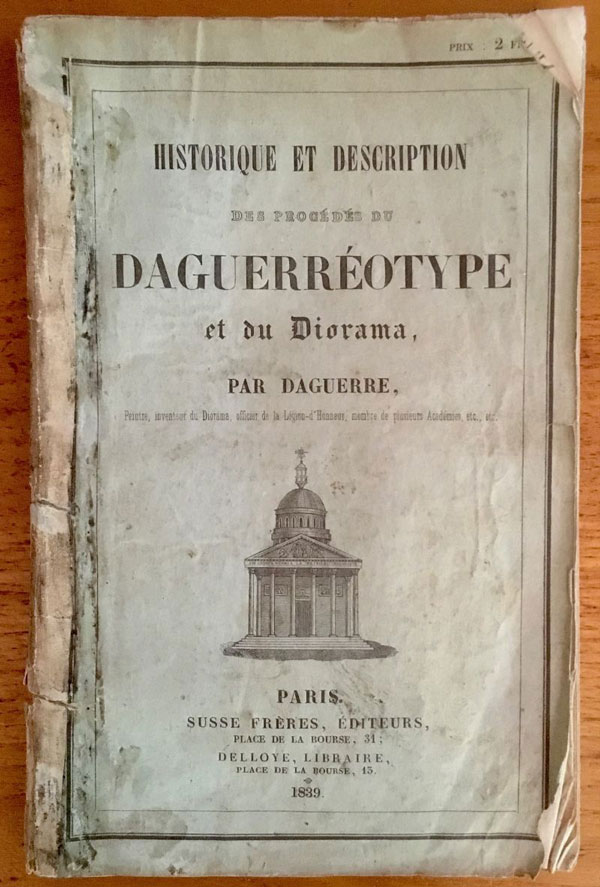 PRIX : 2 F
HISTORIQUE ET DESCRIPTION
DES PROCÉDÉS DU
DAGUERRÉOTYPE
et du Diorama,
PAR DAGUERRE,
Peintre, inventeur du Diorama, officier de la Légion-d'Honneur, membre de plusieurs Académies, etc., etc.
PARIS.
SUSSE FRÈRES, ÉDITEURS,
PLACE DE LA BOURSE, 31;
DELLOYE, LIBRAIRE,
PLACE DE LA BOURSE, 13.
1839.